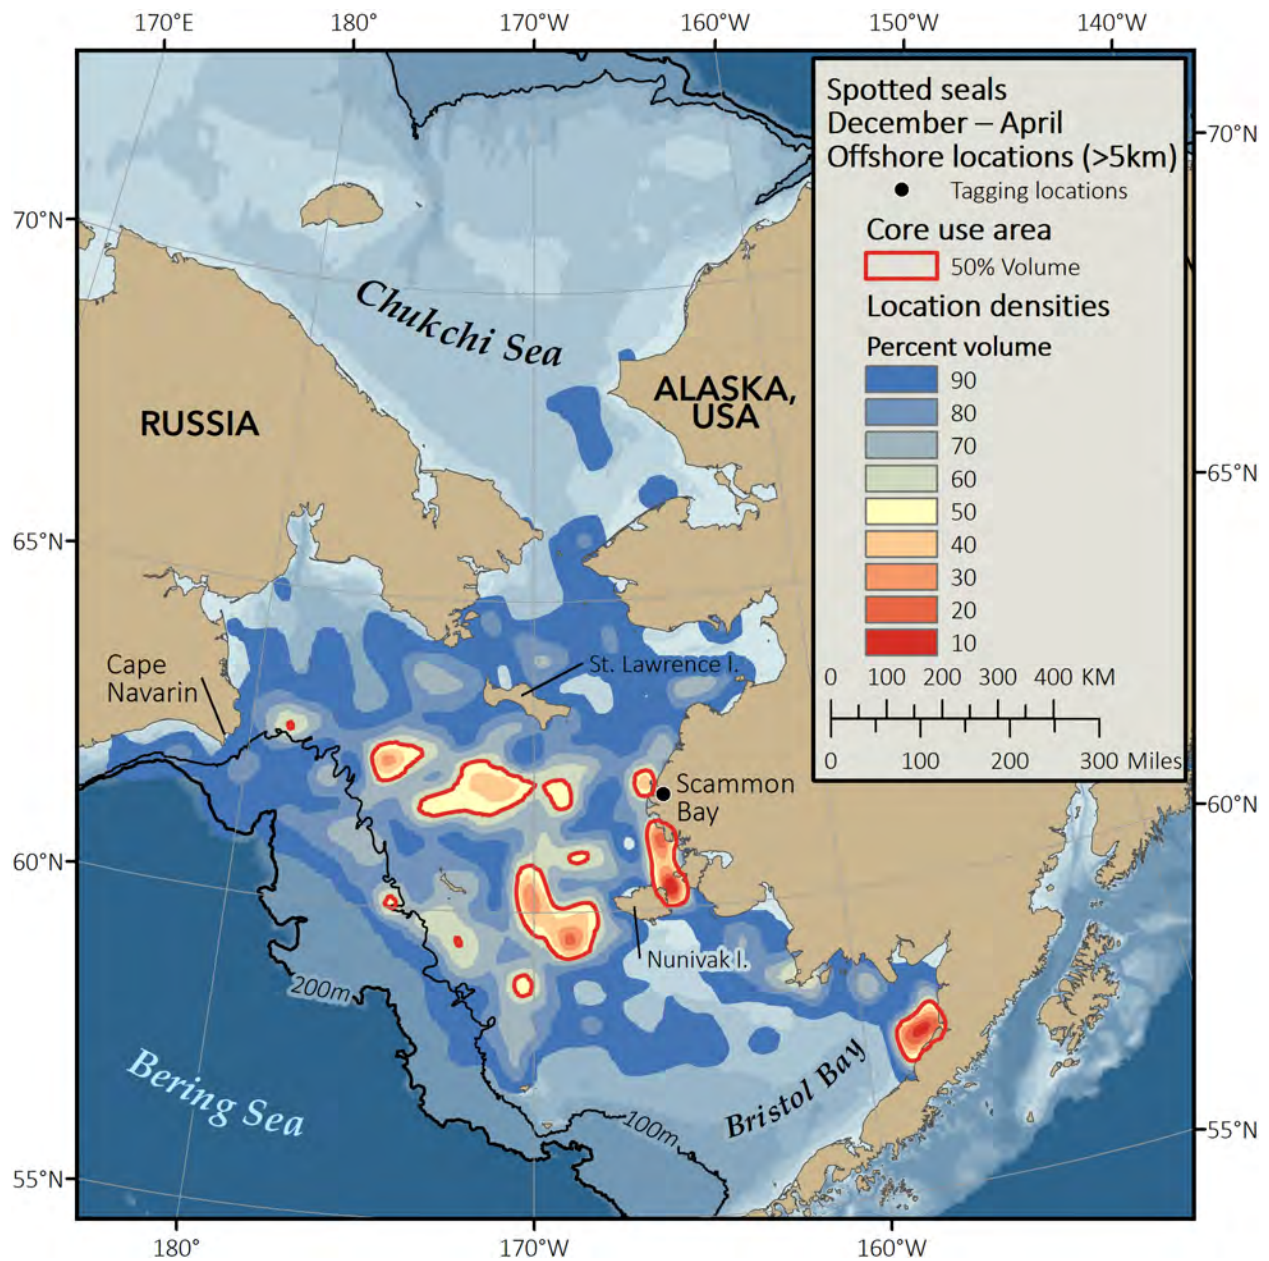 170°E 180° 170°W 160°W 150°W 140°W
Spotted seals
December – April
Offshore locations (>5km)
Tagging locations
Core use area
50% Volume
Location densities
Percent volume
90
80
70
60
50
40
30
20
10
0 100 200 300 400 KM
0 100 200 300 Miles
70°N
65°N
60°N
55°N
70°N
65°N
60°N
55°N
Chukchi Sea
RUSSIA
ALASKA,
USA
Cape
Navarin
St. Lawrence I.
Scammon
Bay
Nunivak I.
200m
Bering Sea
Bristol Bay
100m
180° 170°W 160°W